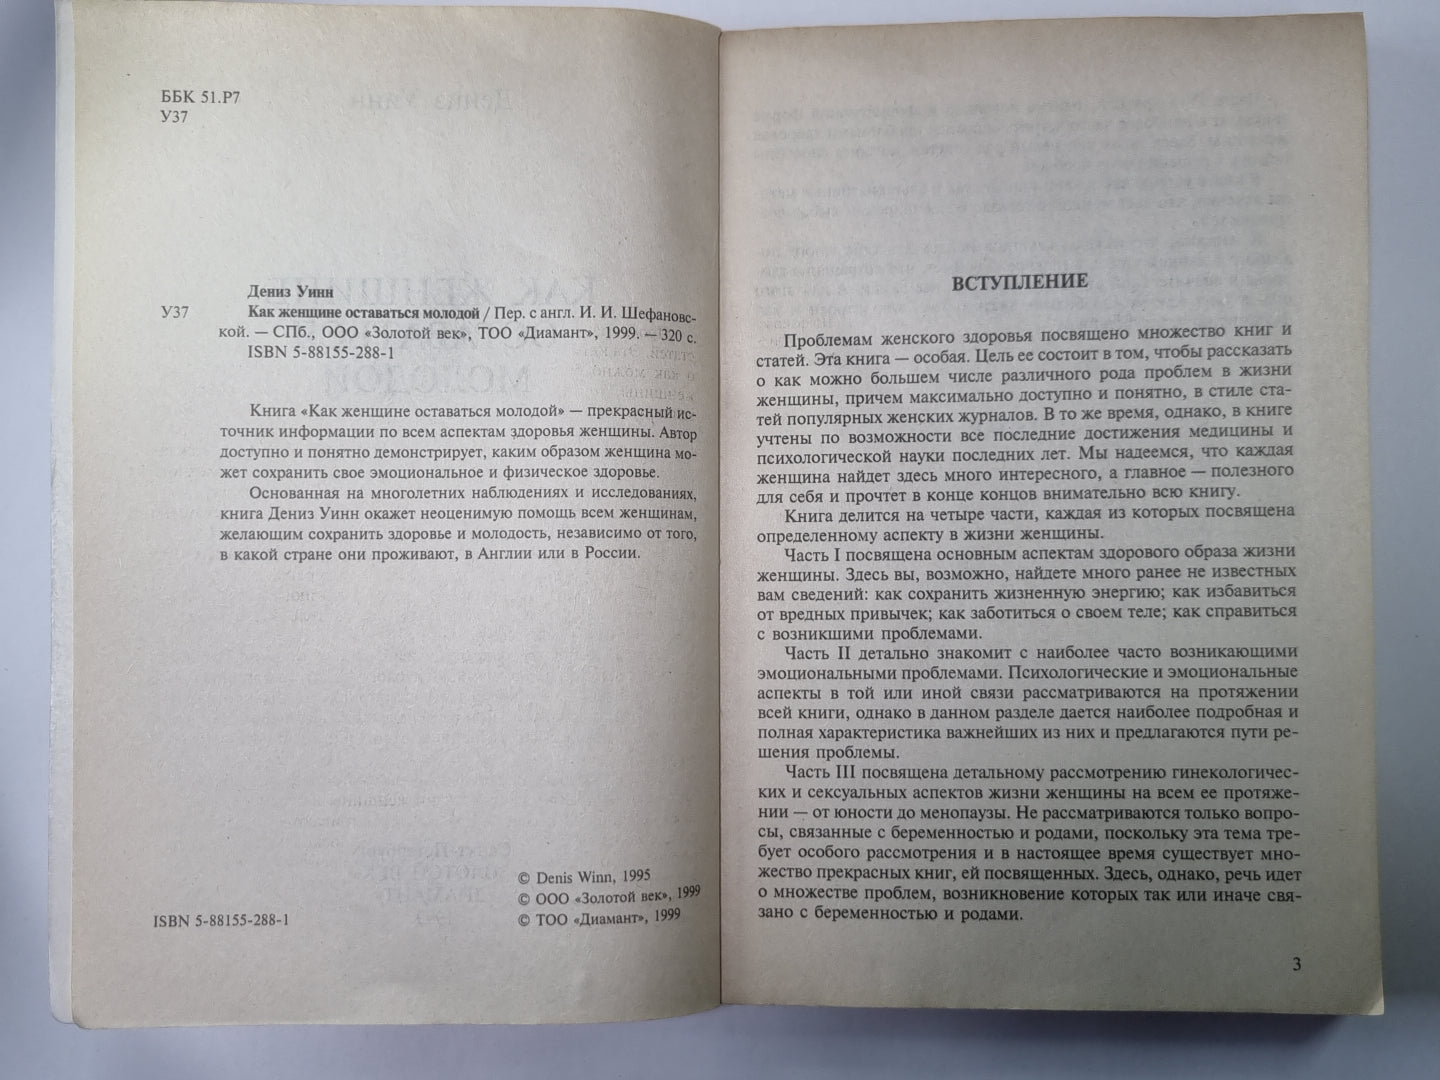 ББК 51.Р7
У37
Дениз Уинн
У37 Как женщине оставаться молодой / Пер. с англ. И. И. Шефановс-
кой. — СПб., ООО «Золотой век», ТОО «Диамант», 1999. — 320 с.
ISBN 5-88155-288-1
Книга «Как женщине оставаться молодой» — прекрасный ис-
точник информации по всем аспектам здоровья женщины. Автор
доступно и понятно демонстрирует, каким образом женщина мо-
жет сохранить свое эмоциональное и физическое здоровье.
Основанная на многолетних наблюдениях и исследованиях,
книга Дениз Уинн окажет неоценимую помощь всем женщинам,
желающим сохранить здоровье и молодость, независимо от того,
в какой стране они проживают, в Англии или в России.
© Denis Winn, 1995
© ООО «Золотой век», 1999
ISBN 5-88155-288-1 © ТОО «Диамант», 1999
ВСТУПЛЕНИЕ
Проблемам женского здоровья посвящено множество книг и
статей. Эта книга — особая. Цель ее состоит в том, чтобы рассказать
о как можно большем числе различного рода проблем в жизни
женщины, причем максимально доступно и понятно, в стиле ста-
тей популярных женских журналов. В то же время, однако, в книге
учтены по возможности все последние достижения медицины и
психологической науки последних лет. Мы надеемся, что каждая
женщина найдет здесь много интересного, а главное — полезного
для себя и прочтет в конце концов внимательно всю книгу.
Книга делится на четыре части, каждая из которых посвящена
определенному аспекту в жизни женщины.
Часть I посвящена основным аспектам здорового образа жизни
женщины. Здесь вы, возможно, найдете много ранее не известных
вам сведений: как сохранить жизненную энергию; как избавиться
от вредных привычек; как заботиться о своем теле; как справиться
с возникшими проблемами.
Часть II детально знакомит с наиболее часто возникающими
эмоциональными проблемами. Психологические и эмоциональные
аспекты в той или иной связи рассматриваются на протяжении
всей книги, однако в данном разделе дается наиболее подробная и
полная характеристика важнейших из них и предлагаются пути ре-
шения проблемы.
Часть III посвящена детальному рассмотрению гинекологичес-
ких и сексуальных аспектов жизни женщины на всем ее протяже-
нии — от юности до менопаузы. Не рассматриваются только вопро-
сы, связанные с беременностью и родами, поскольку эта тема тре-
бует особого рассмотрения и в настоящее время существует мно-
жество прекрасных книг, ей посвященных. Здесь, однако, речь идет
о множестве проблем, возникновение которых так или иначе свя-
зано с беременностью и родами.
3